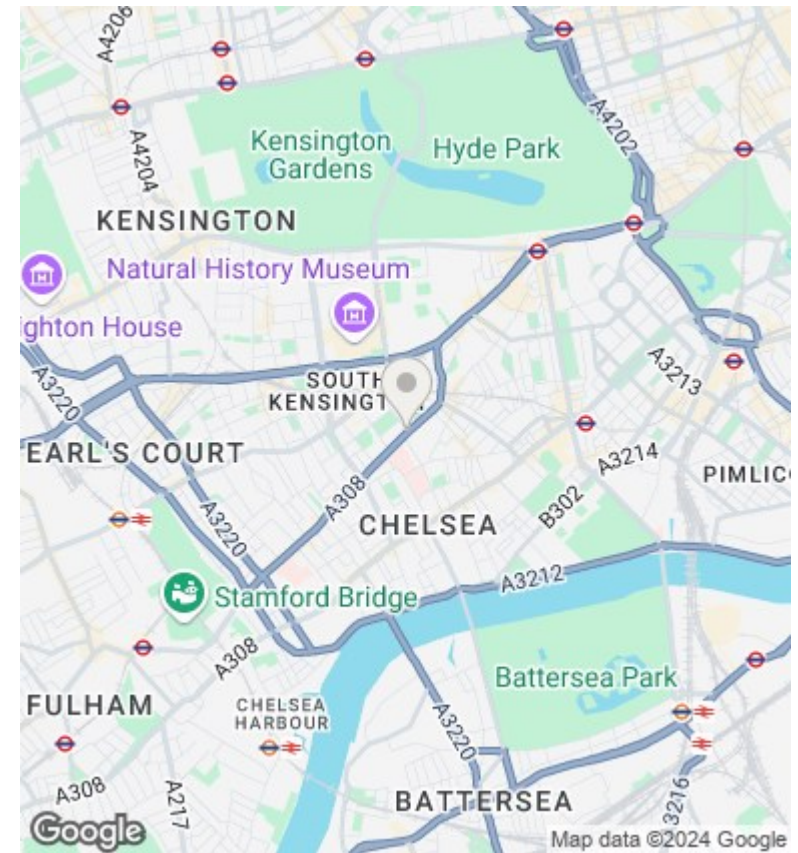 A4206
A4202
A4204
Kensington
Gardens
Hyde Park
KENSINGTON
Natural History Museum
ighton House
A3220
SOUTH
KENSINGT
A3213
EARL'S COURT
A308
A3214
PIMLICO
CHELSEA
B302
A3220
A3212
Stamford Bridge
A308
Battersea Park
FULHAM
CHELSEA
HARBOUR
A3220
A308
A217
BATTERSEA
A3216
Google
Map data ©2024 Google